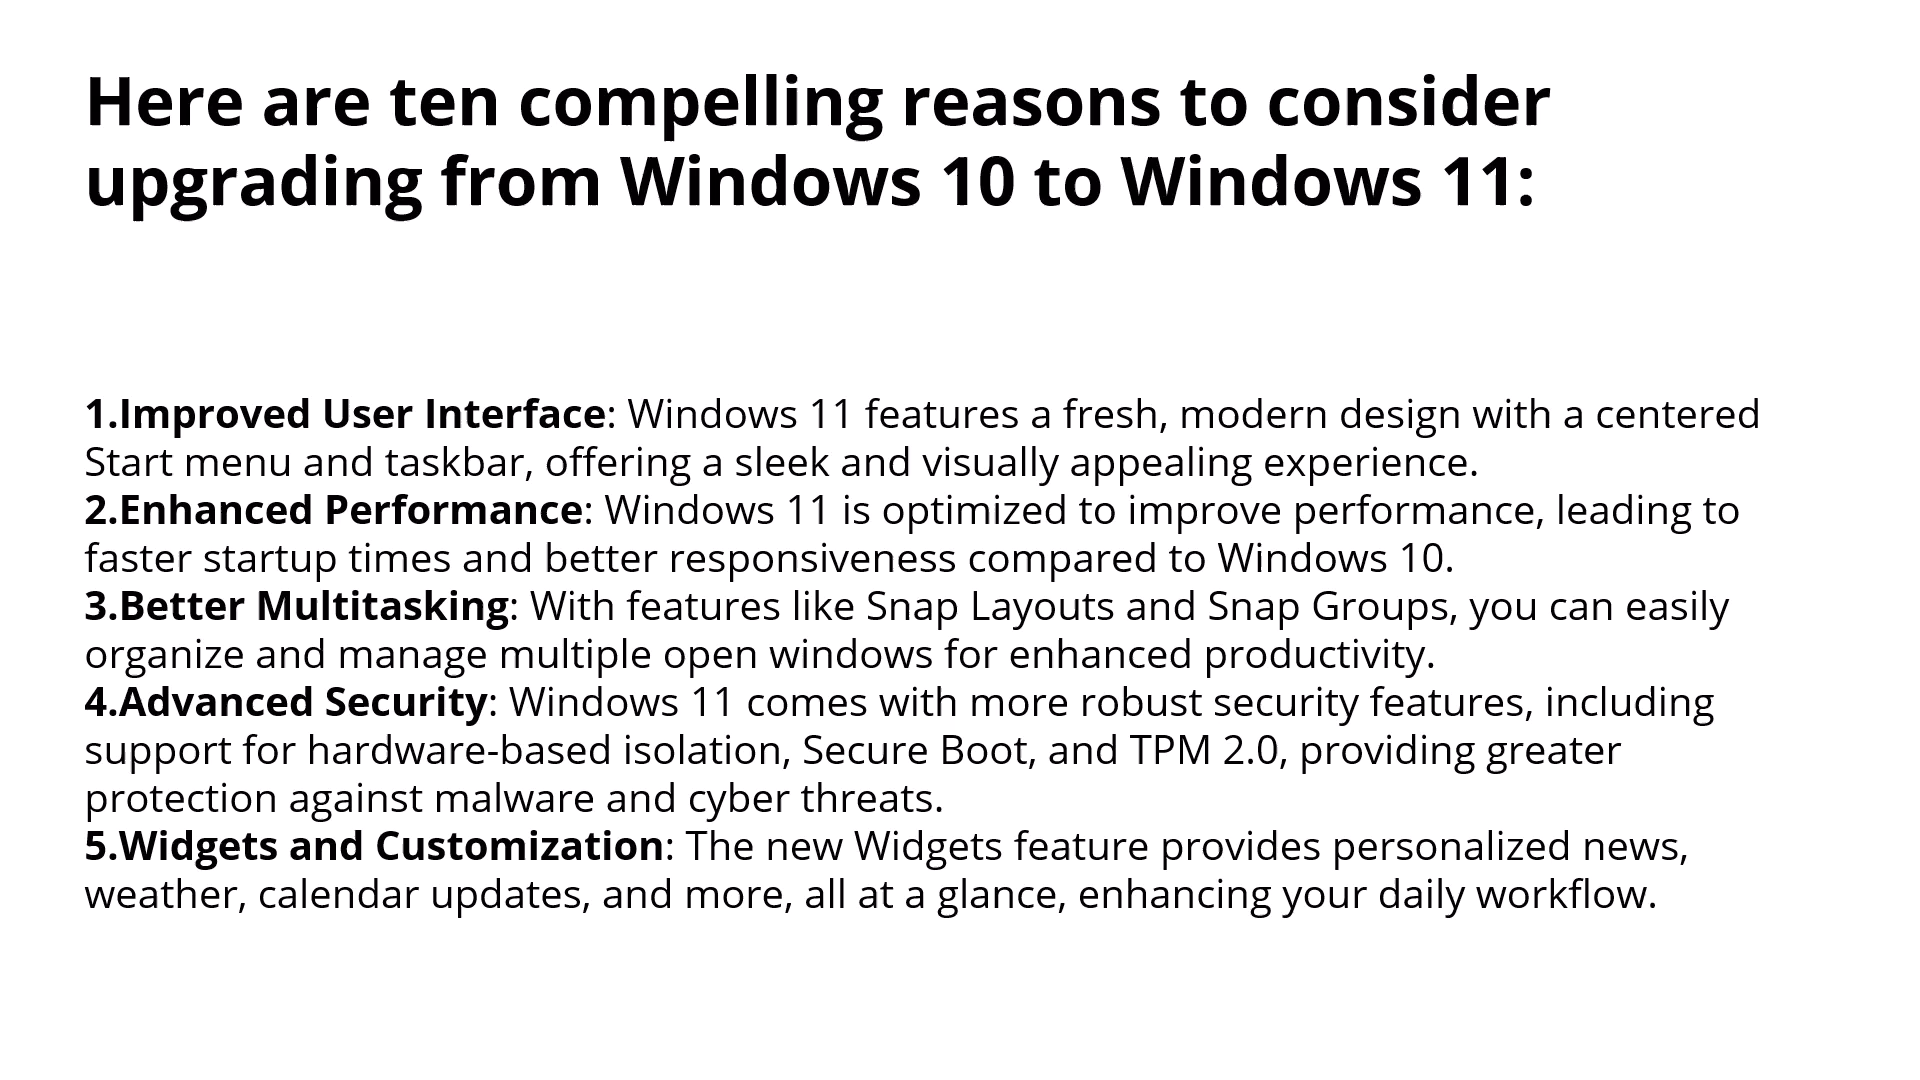 Here are ten compelling reasons to consider
upgrading from Windows 10 to Windows 11:
1.Improved User Interface: Windows 11 features a fresh, modern design with a centered
Start menu and taskbar, offering a sleek and visually appealing experience.
2.Enhanced Performance: Windows 11 is optimized to improve performance, leading to
faster startup times and better responsiveness compared to Windows 10.
3.Better Multitasking: With features like Snap Layouts and Snap Groups, you can easily
organize and manage multiple open windows for enhanced productivity.
4.Advanced Security: Windows 11 comes with more robust security features, including
support for hardware-based isolation, Secure Boot, and TPM 2.0, providing greater
protection against malware and cyber threats.
5.Widgets and Customization: The new Widgets feature provides personalized news,
weather, calendar updates, and more, all at a glance, enhancing your daily workflow.